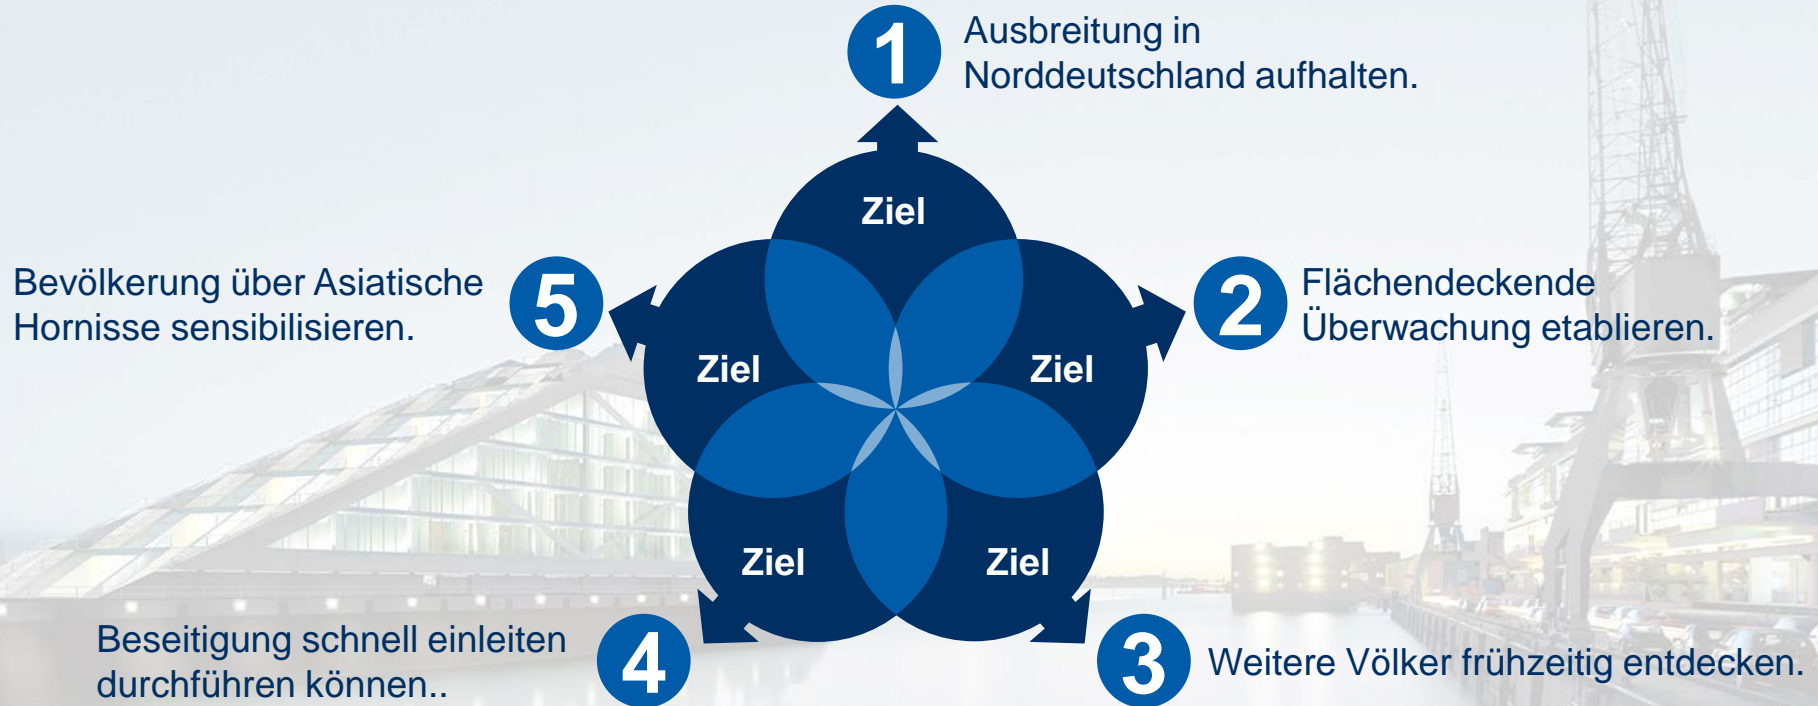 1
Ausbreitung in
Norddeutschland aufhalten.
Ziel
2
Flächendeckende
Überwachung etablieren.
Ziel
3
Weitere Völker frühzeitig entdecken.
Ziel
4
Beseitigung schnell einleiten
durchführen können..
Ziel
5
Bevölkerung über Asiatische
Hornisse sensibilisieren.
Ziel